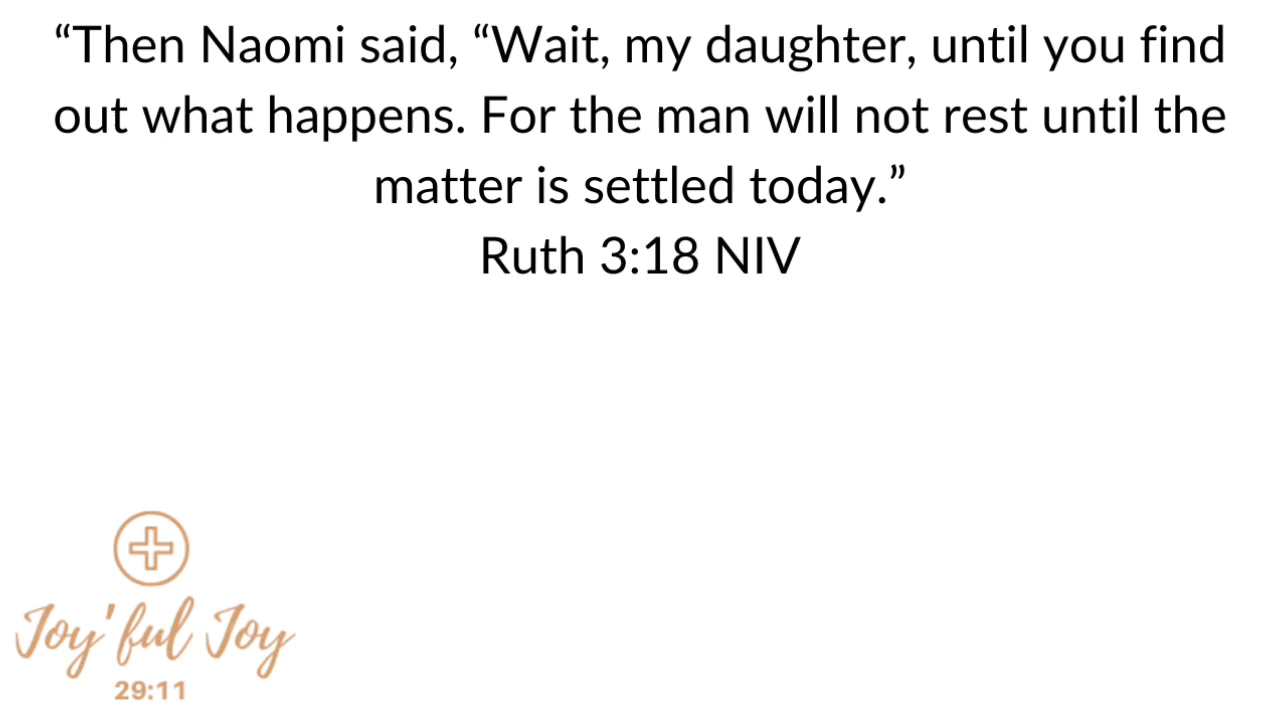 “Then Naomi said, “Wait, my daughter, until you find
out what happens. For the man will not rest until the
matter is settled today.”
Ruth 3:18 NIV
Joy'ful Joy
29:11